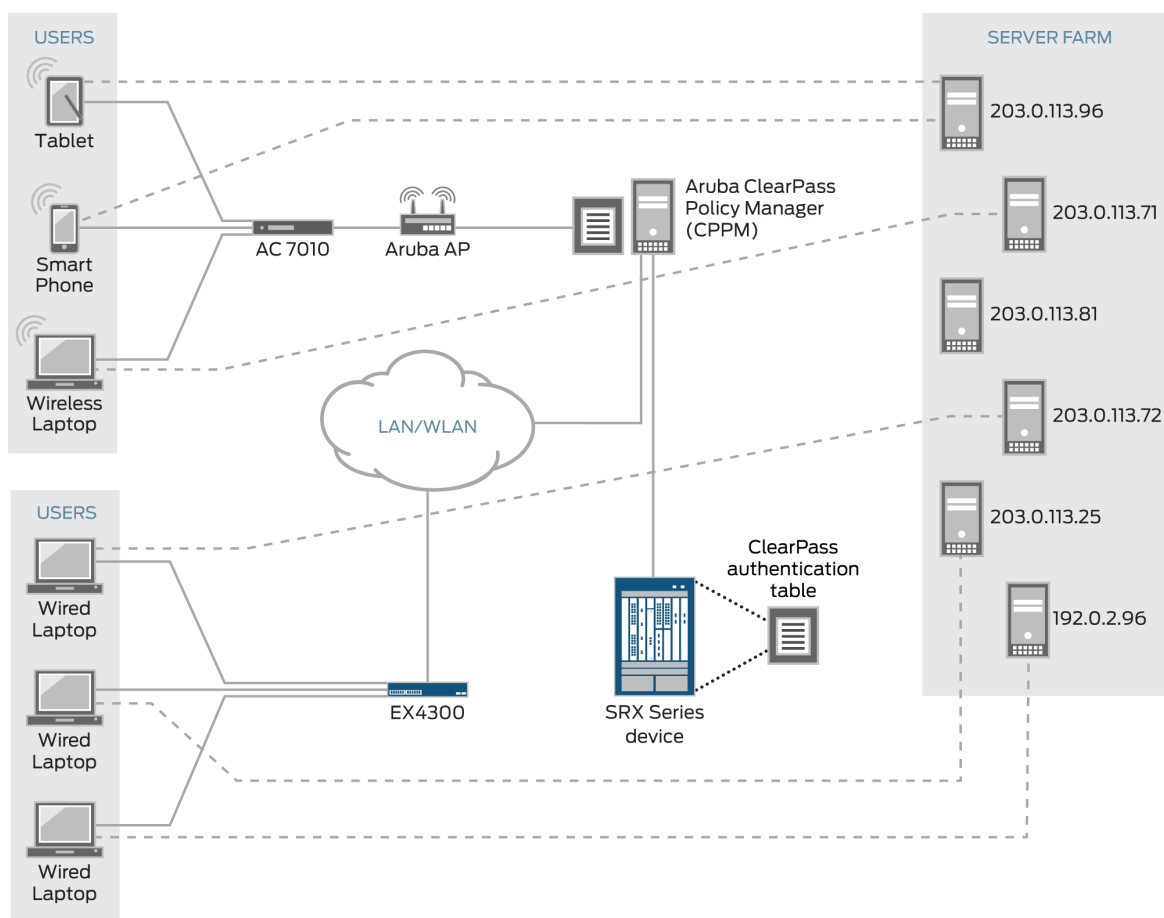 USERS
Tablet
Smart
Phone
Wireless
Laptop
AC 7010
Aruba AP
Aruba ClearPass
Policy Manager
(CPPM)
LAN/WLAN
USERS
Wired
Laptop
Wired
Laptop
Wired
Laptop
EX4300
SRX Series
device
ClearPass
authentication
table
SERVER FARM
203.0.113.96
203.0.113.71
203.0.113.81
203.0.113.72
203.0.113.25
192.0.2.96